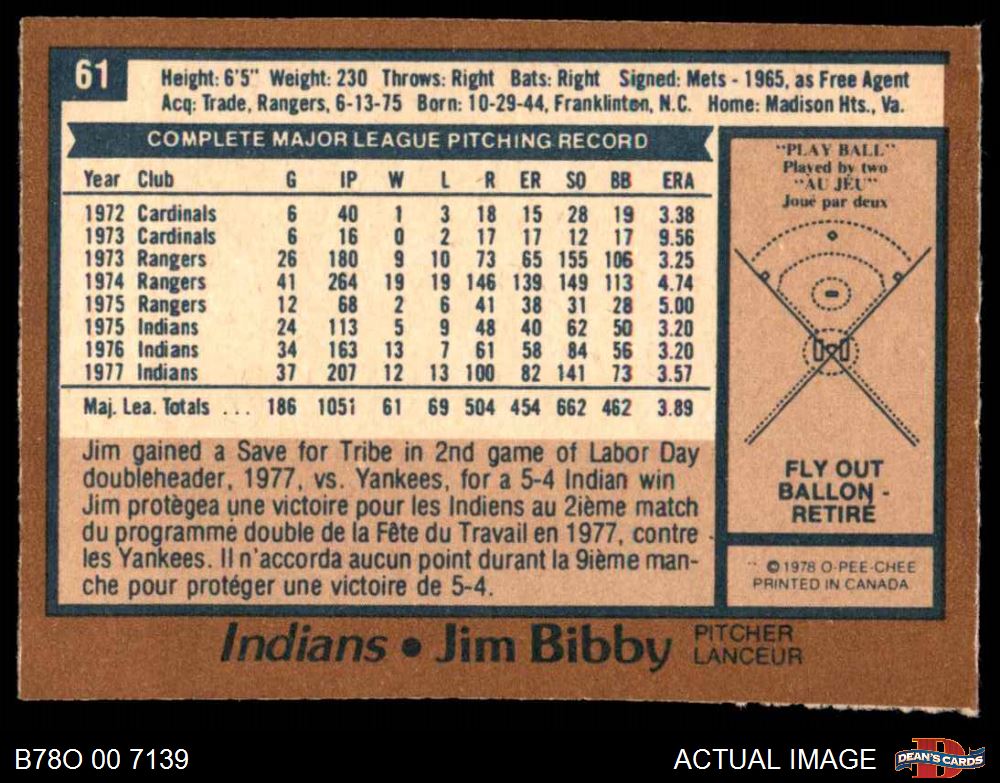 61
Height: 6'5" Weight: 230 Throws: Right Bats: Right Signed: Mets - 1965, as Free Agent
Acq: Trade, Rangers, 6-13-75 Born: 10-29-44, Franklinton, N.C. Home: Madison Hts., Va.
COMPLETE MAJOR LEAGUE PITCHING RECORD
Year Club G IP W L R ER SO BB ERA
1972 Cardinals 6 40 1 3 18 15 28 19 3.38
1973 Cardinals 6 16 0 2 17 17 12 17 9.56
1973 Rangers 26 180 9 10 73 65 155 106 3.25
1974 Rangers 41 264 19 19 146 139 149 113 4.74
1975 Rangers 12 68 2 6 41 38 31 28 5.00
1975 Indians 24 113 5 9 48 40 62 50 3.20
1976 Indians 34 163 13 7 61 58 84 56 3.20
1977 Indians 37 207 12 13 100 82 141 73 3.57
Maj. Lea. Totals ... 186 1051 61 69 504 454 662 462 3.89
Jim gained a Save for Tribe in 2nd game of Labor Day
doubleheader, 1977, vs. Yankees, for a 5-4 Indian win
Jim protègea une victoire pour les Indiens au 2ième match
du programme double de la Fête du Travail en 1977, contre
les Yankees. Il n'accorda aucun point durant la 9ième man-
che pour protéger une victoire de 5-4.
"PLAY BALL"
Played by two
"AU JEU"
Joué par deux
FLY OUT
BALLON -
RETIRÉ
©1978 O-PEE-CHEE
PRINTED IN CANADA
Indians • Jim Bibby PITCHER
LANCEUR
B78O 00 7139
ACTUAL IMAGE
DEAN'S CARDS